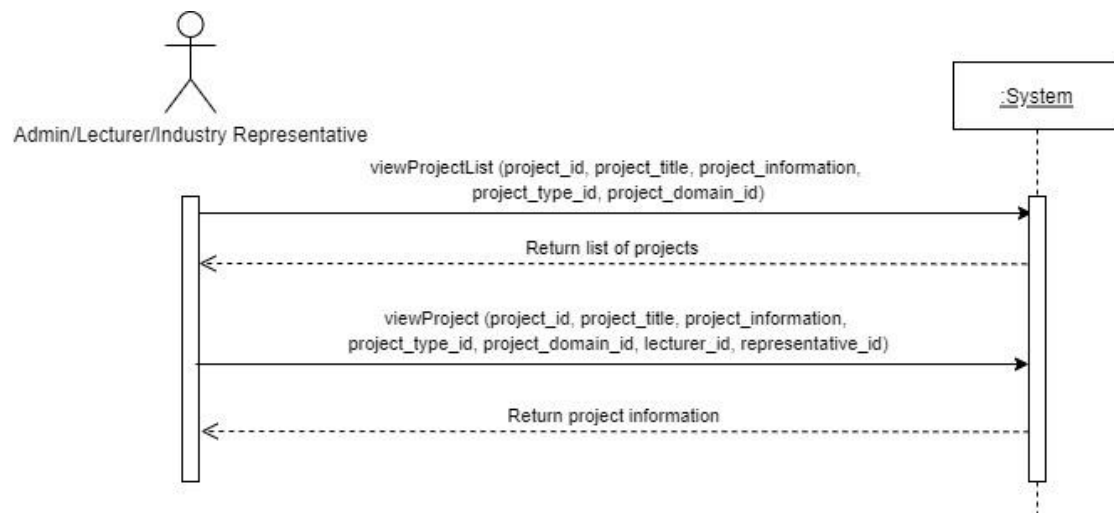 :System
Admin/Lecturer/Industry Representative
viewProjectList (project_id, project_title, project_information,
project_type_id, project_domain_id)
Return list of projects
viewProject (project_id, project_title, project_information,
project_type_id, project_domain_id, lecturer_id, representative_id)
Return project information